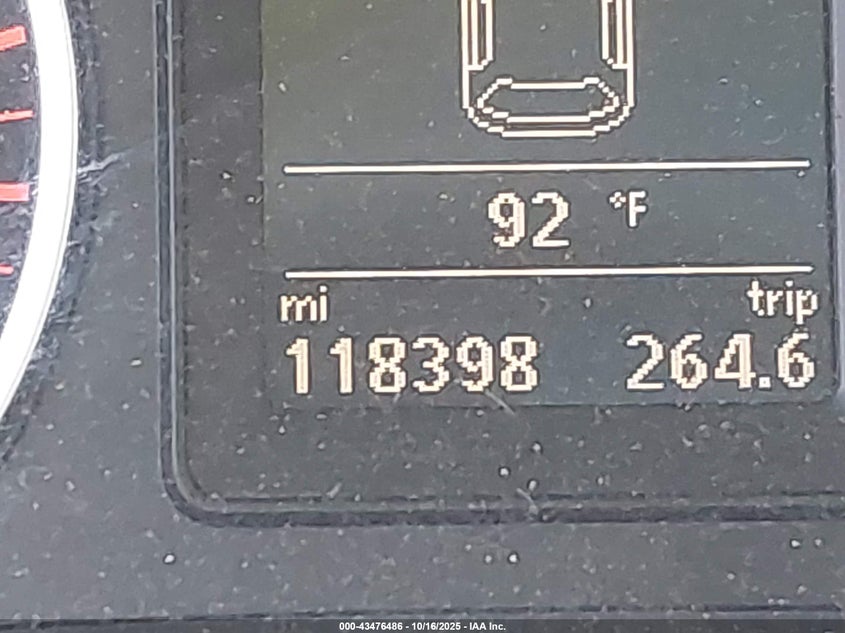 92 °F
mi trip
118398 264.6
000-43476486 - 10/16/2025 - IAA Inc.